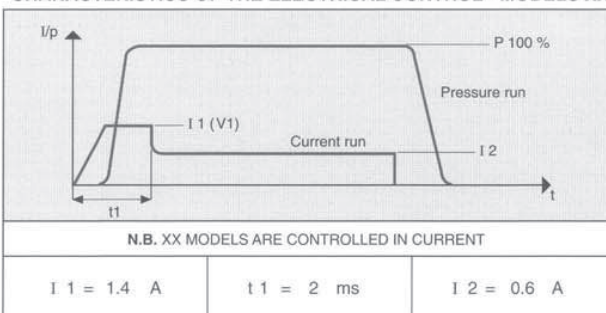 I/p
P 100 %
Pressure run
I 1 (V1)
Current run
I 2
t
t1
N.B. XX MODELS ARE CONTROLLED IN CURRENT
I 1 = 1.4 A
t 1 = 2 ms
I 2 = 0.6 A